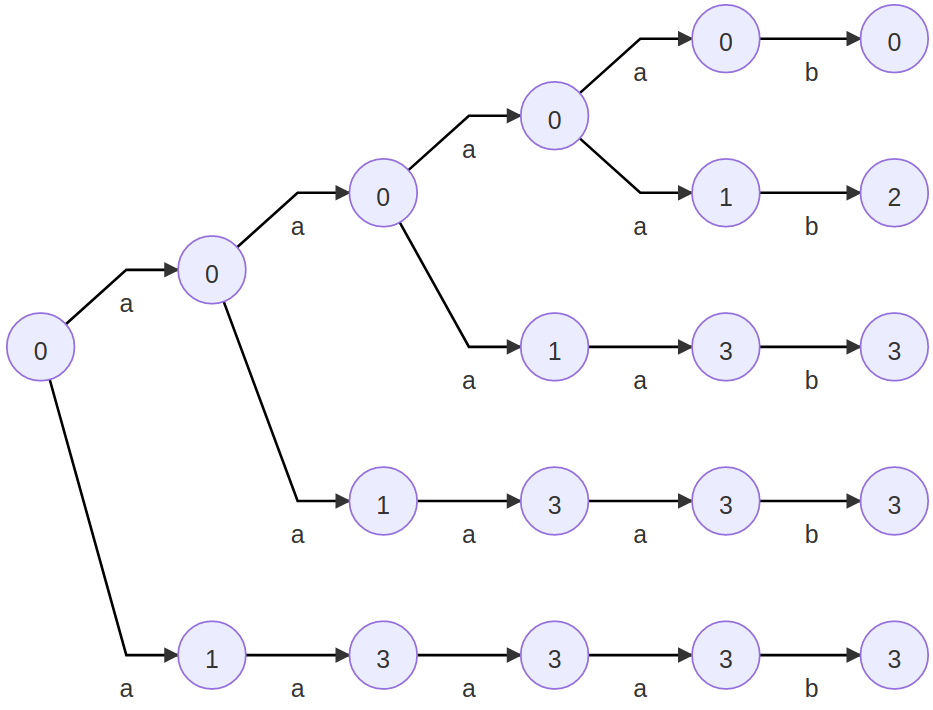 0 0
b
0 a
a
0 1 2
a a b
0
a
0 1 3 3
a a b
1 3 3 3
a a a b
1 3 3 3 3
a a a a b